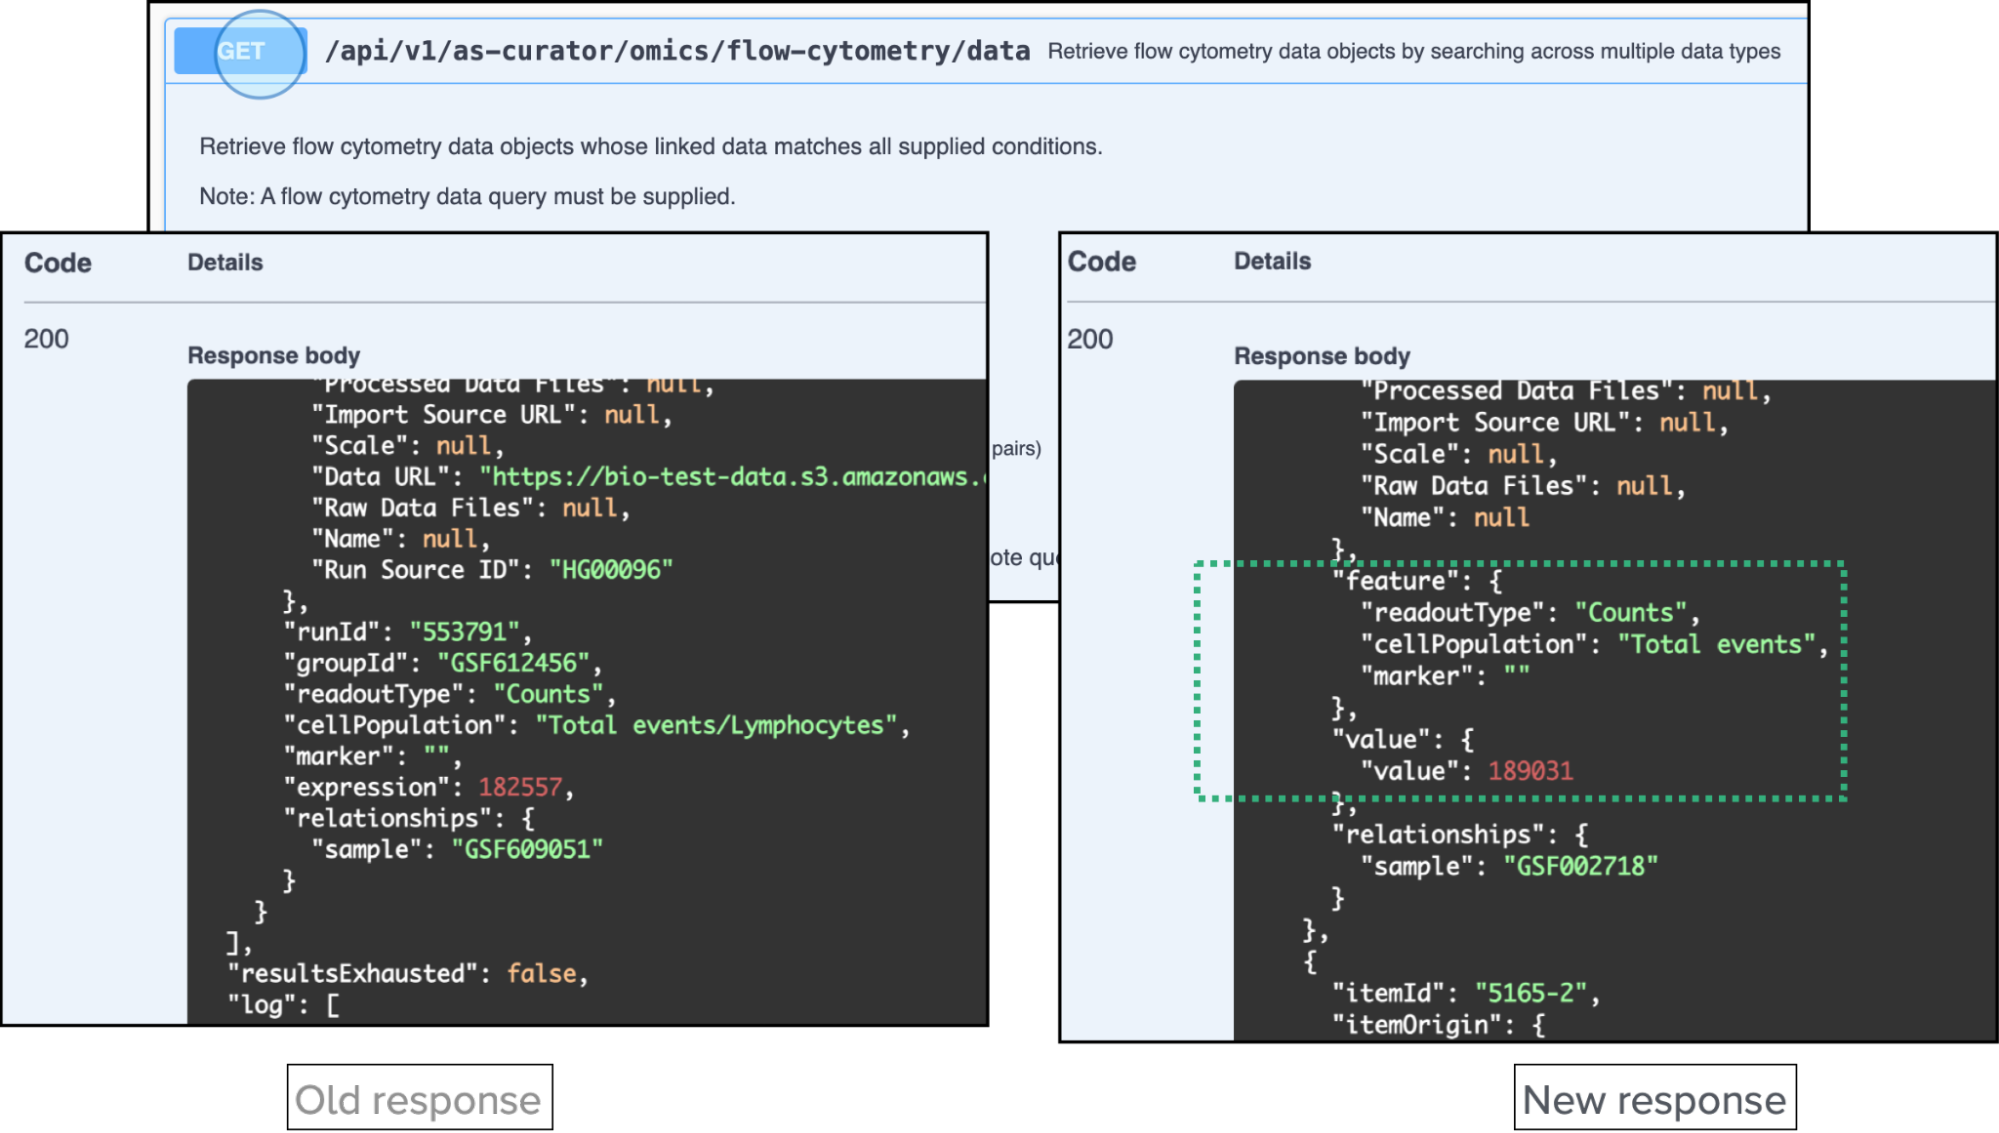 GET /api/v1/as-curator/omics/flow-cytometry/data Retrieve flow cytometry data objects by searching across multiple data types
Retrieve flow cytometry data objects whose linked data matches all supplied conditions.
Note: A flow cytometry data query must be supplied.
Code Details
200
Response body
"Processed Data Files": null,
"Import Source URL": null,
"Scale": null,
"Data URL": "https://bio-test-data.s3.amazonaws.
"Raw Data Files": null,
"Name": null,
"Run Source ID": "HG00096"
},
"runId": "553791",
"groupId": "GSF612456",
"readoutType": "Counts",
"cellPopulation": "Total events/Lymphocytes",
"marker": "",
"expression": 182557,
"relationships": {
"sample": "GSF609051"
}
}
],
"resultsExhausted": false,
"log": [
Old response
pairs)
ote que
Code Details
200
Response body
"Processed Data Files": null,
"Import Source URL": null,
"Scale": null,
"Raw Data Files": null,
"Name": null
},
"feature": {
"readoutType": "Counts",
"cellPopulation": "Total events",
"marker": ""
},
"value": {
"value": 189031
},
"relationships": {
"sample": "GSF002718"
}
},
{
"itemId": "5165-2",
"itemOrigin": {
New response